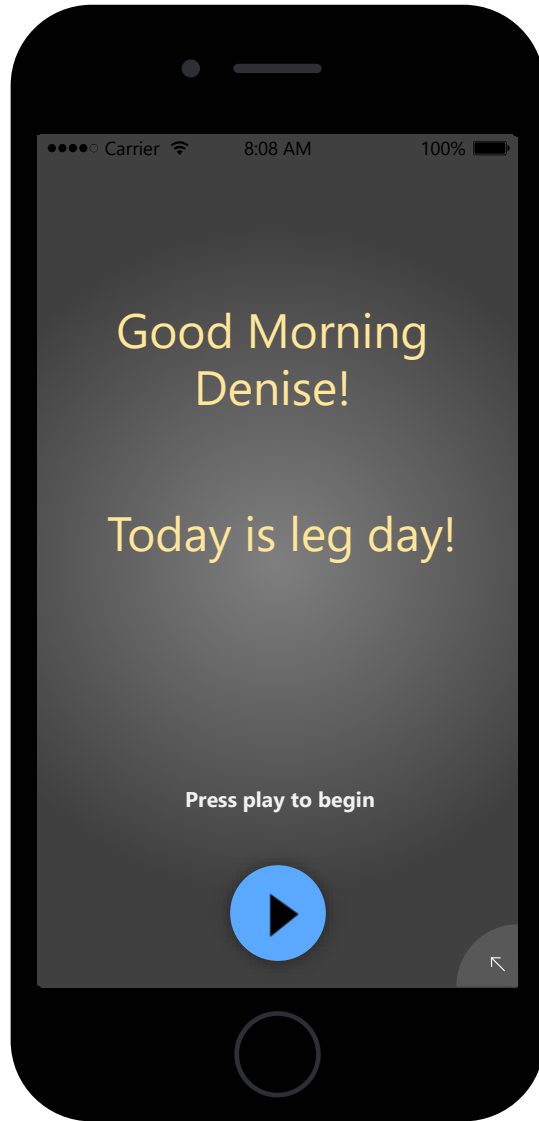 Carrier 8:08 AM 100%
Good Morning
Denise!
Today is leg day!
Press play to begin